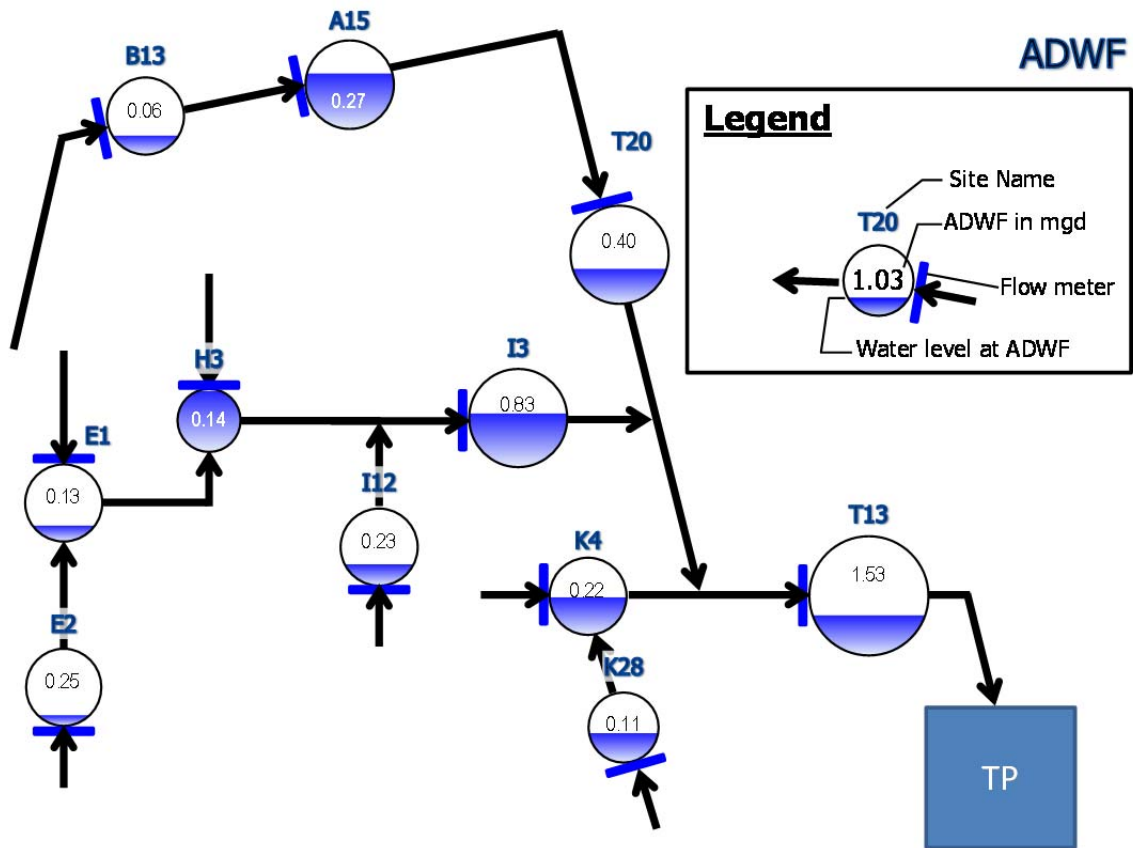 ADWF
A15
B13
0.06
0.27
Legend
T20
0.40
Site Name
T20
ADWF in mgd
1.03
Flow meter
Water level at ADWF
H3
0.14
I3
0.83
E1
0.13
I12
0.23
K4
0.22
T13
1.53
E2
0.25
K28
0.11
TP